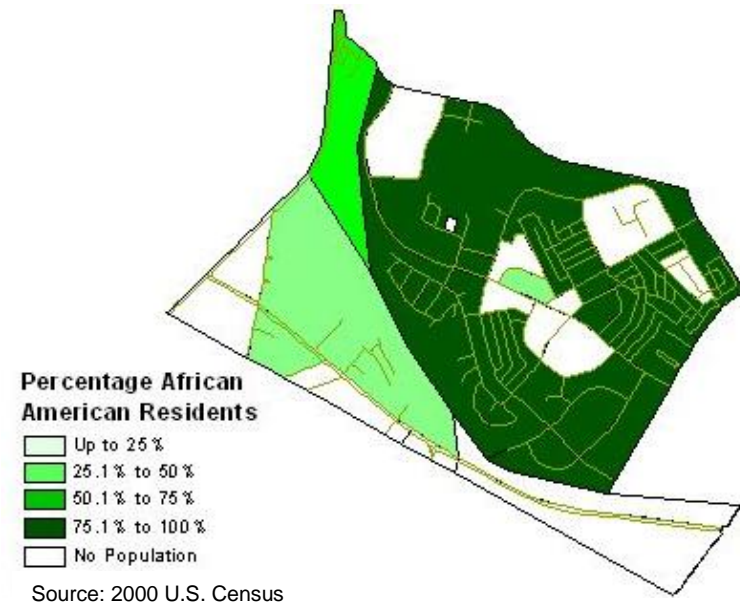 Percentage African
American Residents
Up to 25 %
25.1% to 50 %
50.1% to 75 %
75.1% to 100 %
No Population
Source: 2000 U.S. Census